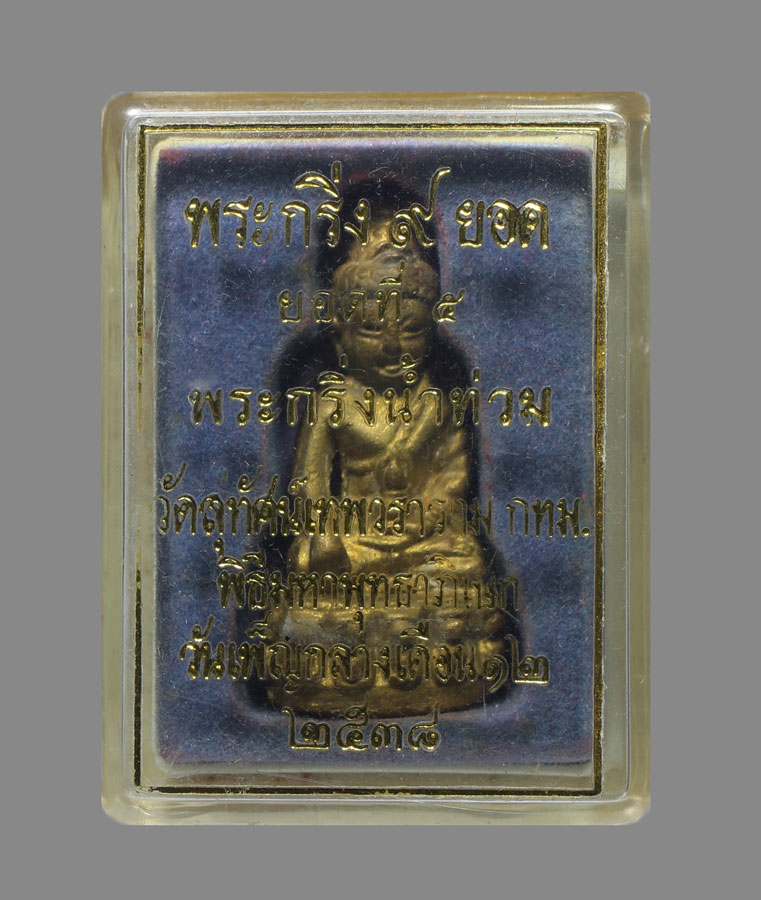 พระกริ่ง ๙ ยอด
ยอดที่ ๕
พระกริ่งน้ำท่วม
วัดสุทัศน์เทพวราราม กทม.
พิธีมหาพุทธาภิเษก
วันเพ็ญกลางเดือน๑๒
๒๕๓๘